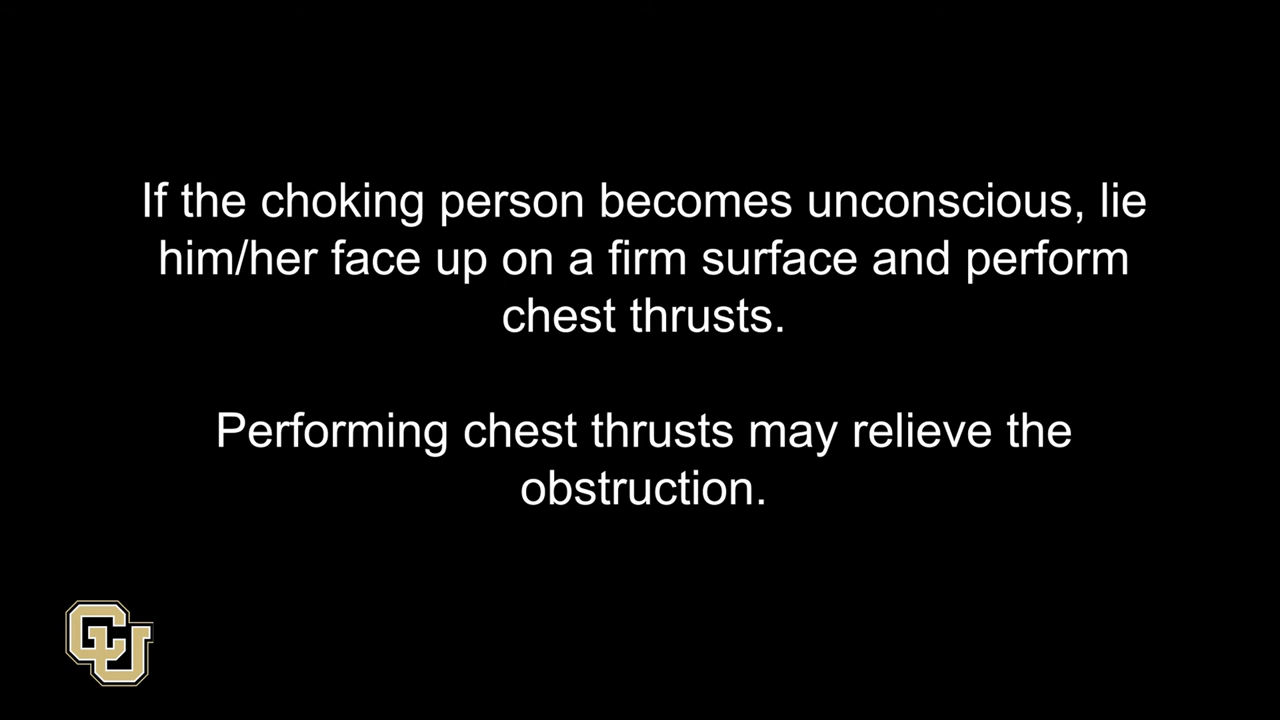 If the choking person becomes unconscious, lie
him/her face up on a firm surface and perform
chest thrusts.
Performing chest thrusts may relieve the
obstruction.
CU